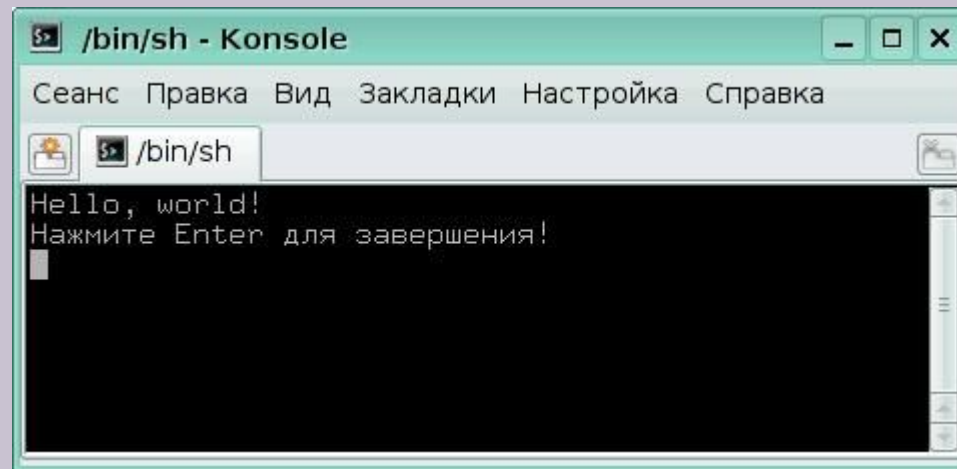 /bin/sh - Konsole
Сеанс Правка Вид Закладки Настройка Справка
/bin/sh
Hello, world!
Нажмите Enter для завершения!